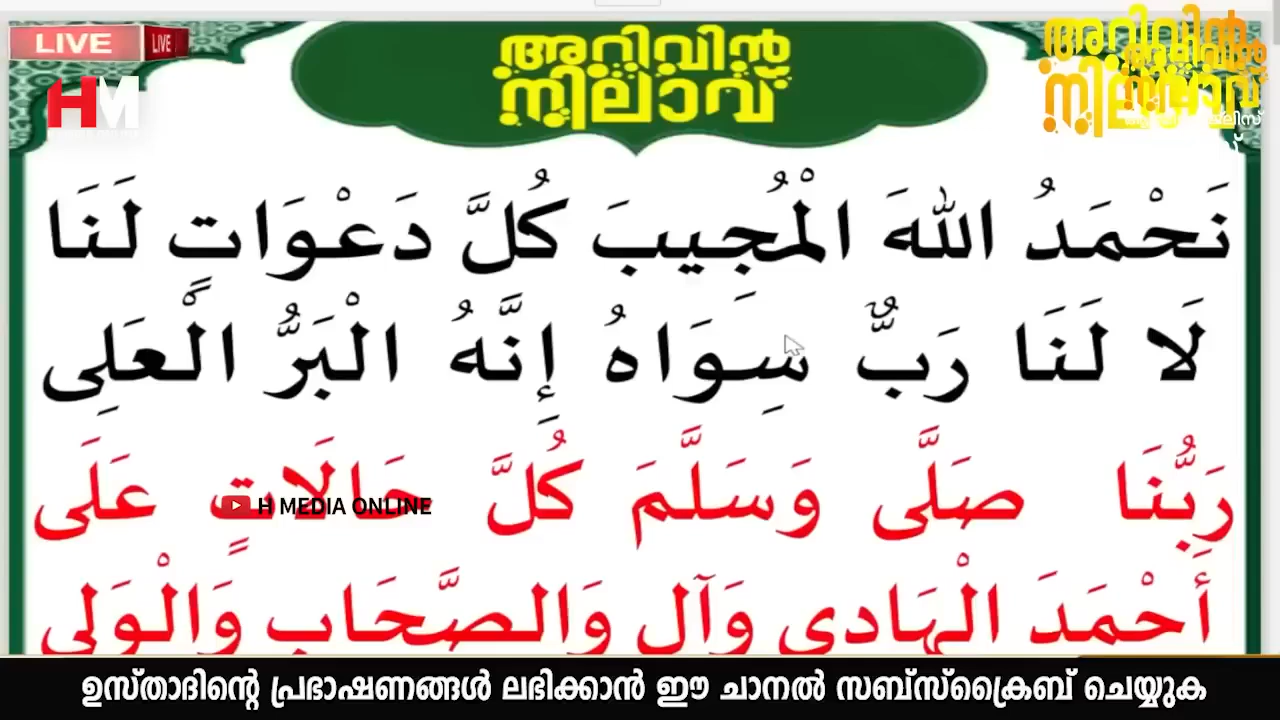 LIVE LIVE
HM
അറിവിൻ
നിലാവ്
അറിവിൻ
നിലാവ്
نَحْمَدُ اللهَ الْمُجِيبَ كُلَّ دَعْوَاتٍ لَنَا
لَا لَنَا رَبٌّ سِوَاهُ إِنَّهُ الْبَرُّ الْعَلِى
رَبُّنَا صَلَّى وَسَلَّمَ كُلَّ حَالَاتٍ عَلَى
H MEDIA ONLINE
أَحْمَدَ الْهَادِى وَآلِ وَالصَّحَابِ وَالْوَلِى
ഉസ്താദിന്റെ പ്രഭാഷണങ്ങൾ ലഭിക്കാൻ ഈ ചാനൽ സബ്സ്ക്രൈബ് ചെയ്യുക